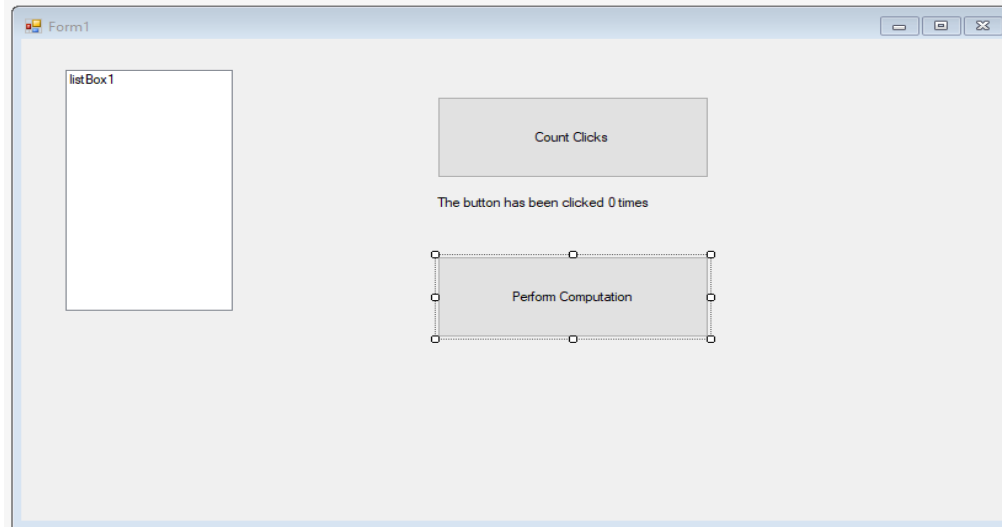 Form1
listBox1
Count Clicks
The button has been clicked 0 times
Perform Computation